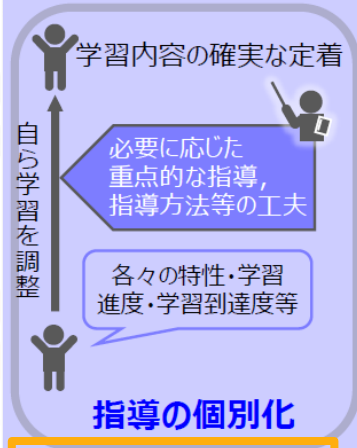 学習内容の確実な定着
自ら学習を調整
必要に応じた
重点的な指導，
指導方法等の工夫
各々の特性・学習
進度・学習到達度等
指導の個別化